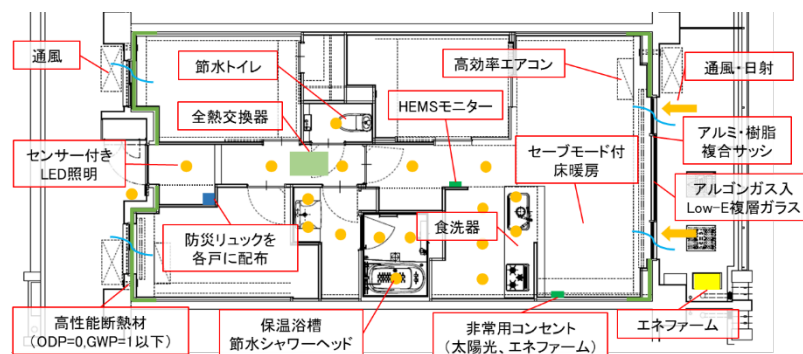 通風
節水トイレ
高効率エアコン
通風・日射
全熱交換器
HEMSモニター
アルミ・樹脂
複合サッシ
センサー付き
LED照明
セーブモード付
床暖房
アルゴンガス入
Low-E複層ガラス
防災リュックを
各戸に配布
食洗器
高性能断熱材
（ODP=0,GWP=1以下）
保温浴槽
節水シャワーヘッド
非常用コンセント
（太陽光、エネファーム）
エネファーム